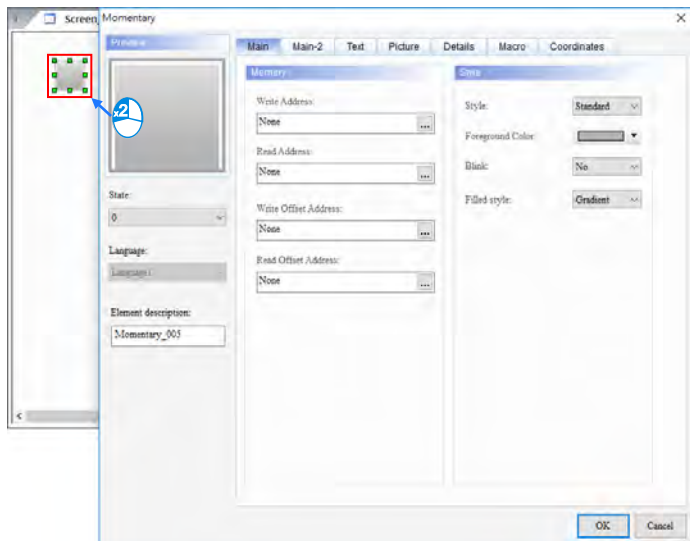 Screen_
Momentary
Preview
Main Main-2 Text Picture Details Macro Coordinates
Memory
Style
Write Address:
None
...
Read Address:
None
...
Write Offset Address:
None
...
Read Offset Address:
None
...
Style:
Standard
Foreground Color:
Blink:
No
Filled style:
Gradient
x2
State:
0
Language:
Language1
Element description:
Momentary_005
OK
Cancel